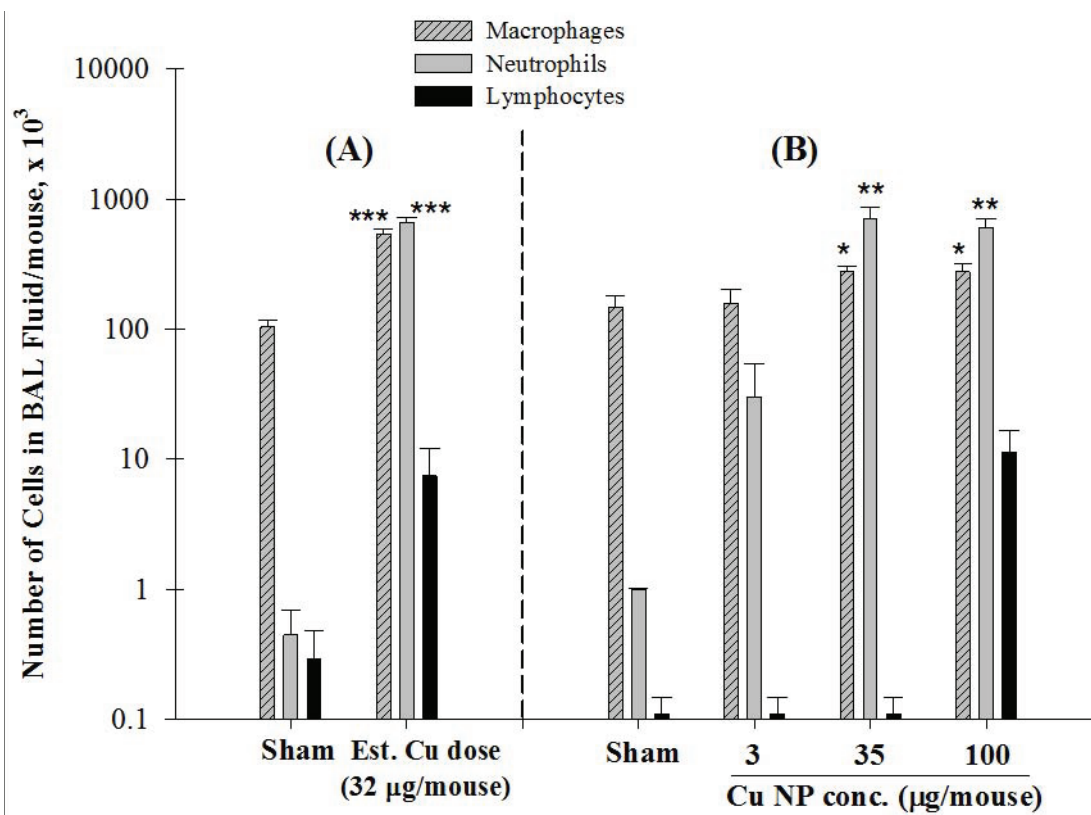 Macrophages
Neutrophils
Lymphocytes
10000
1000
100
10
1
0.1
Number of Cells in BAL Fluid/mouse, x 10³
(A)
(B)
***
***
*
**
*
**
Sham
Est. Cu dose
(32 µg/mouse)
Sham
3
35
100
Cu NP conc. (µg/mouse)